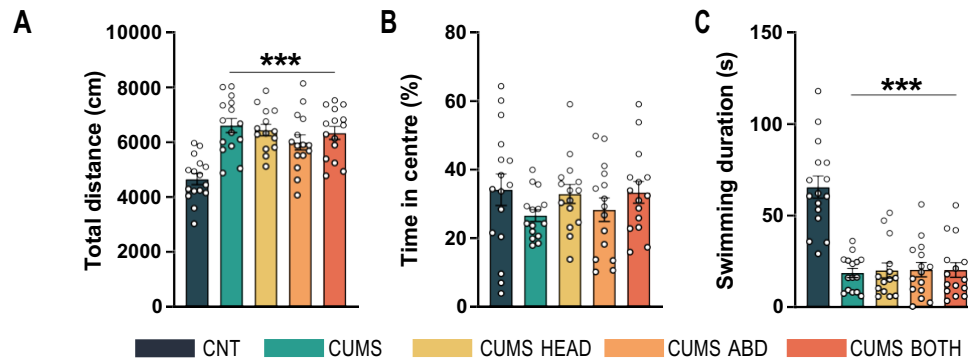 A
Total distance (cm)
10000
8000
6000
4000
2000
0
***
B
Time in centre (%)
80
60
40
20
0
C
Swimming duration (s)
150
100
50
0
***
CNT CUMS CUMS HEAD CUMS ABD CUMS BOTH